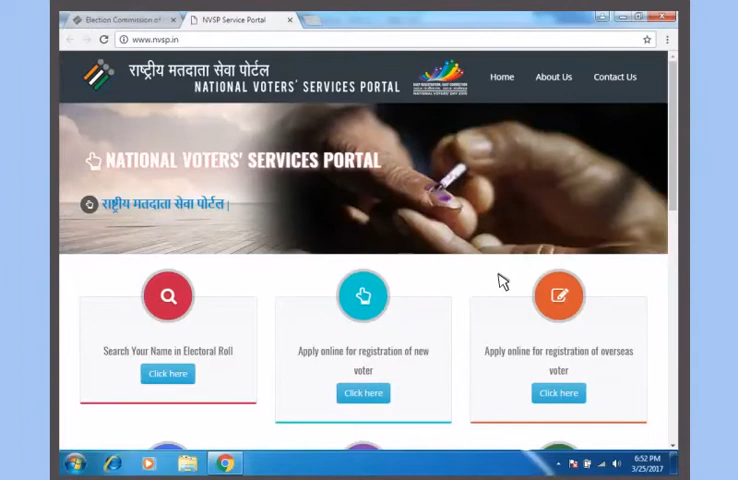 Election Commission of
NVSP Service Portal
www.nvsp.in
राष्ट्रीय मतदाता सेवा पोर्टल
NATIONAL VOTERS' SERVICES PORTAL
Home
About Us
Contact Us
NATIONAL VOTERS' SERVICES PORTAL
राष्ट्रीय मतदाता सेवा पोर्टल|
Search Your Name in Electoral Roll
Click here
Apply online for registration of new
voter
Click here
Apply online for registration of overseas
voter
Click here
6:52 PM
3/25/2017